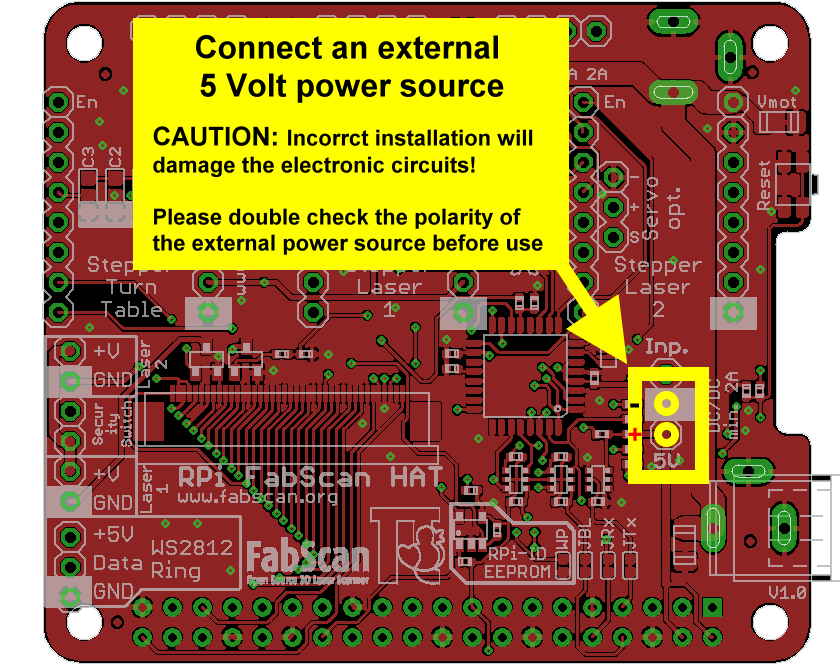 Connect an external
5 Volt power source
CAUTION: Incorrct installation will
damage the electronic circuits!
Please double check the polarity of
the external power source before use
A 2A
En
En
Vmot
C3
C2
Reset
-
+
S
Servo
opt.
Stepper
Turn
Table
Stepper
Laser
1
Stepper
Laser
2
Inp.
-
+
5V
DC/DC
min. 2A
+V
GND
Laser
2
Secur
ity
Switch
+V
GND
Laser
1
RPi FabScan HAT
www.fabscan.org
+5V
Data
GND
WS2812
Ring
FabScan
Open Source 3D Laser Scanner
RPi-ID
EEPROM
WP
JBL
JRx
JTx
V1.0